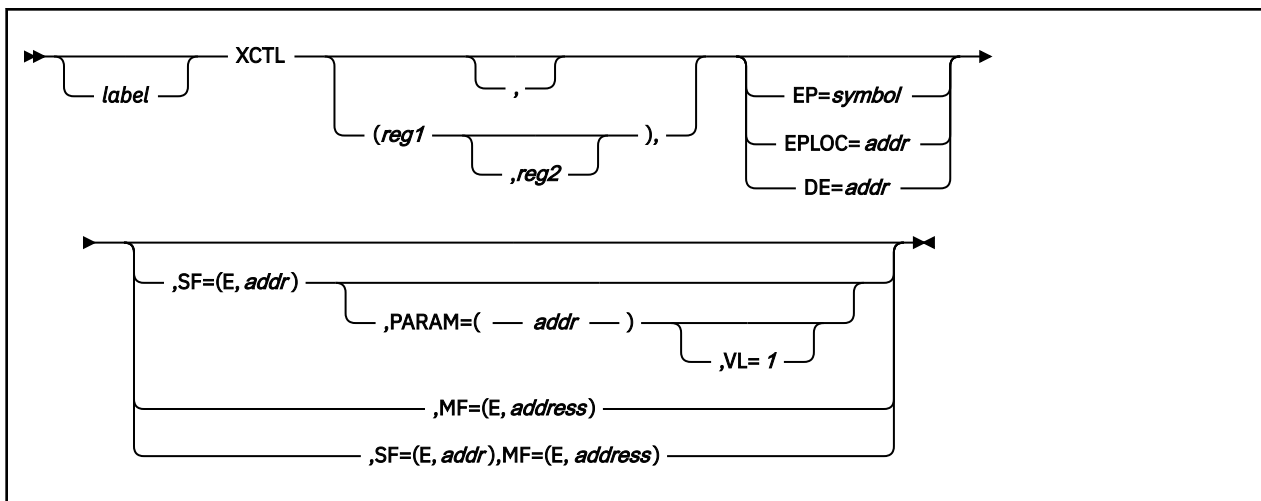 XCTL
label
,
EP=symbol
(reg1 ),
,reg2
EPLOC=addr
DE=addr
,SF=(E,addr)
,PARAM=( addr )
,VL=1
,MF=(E,address)
,SF=(E,addr),MF=(E,address)